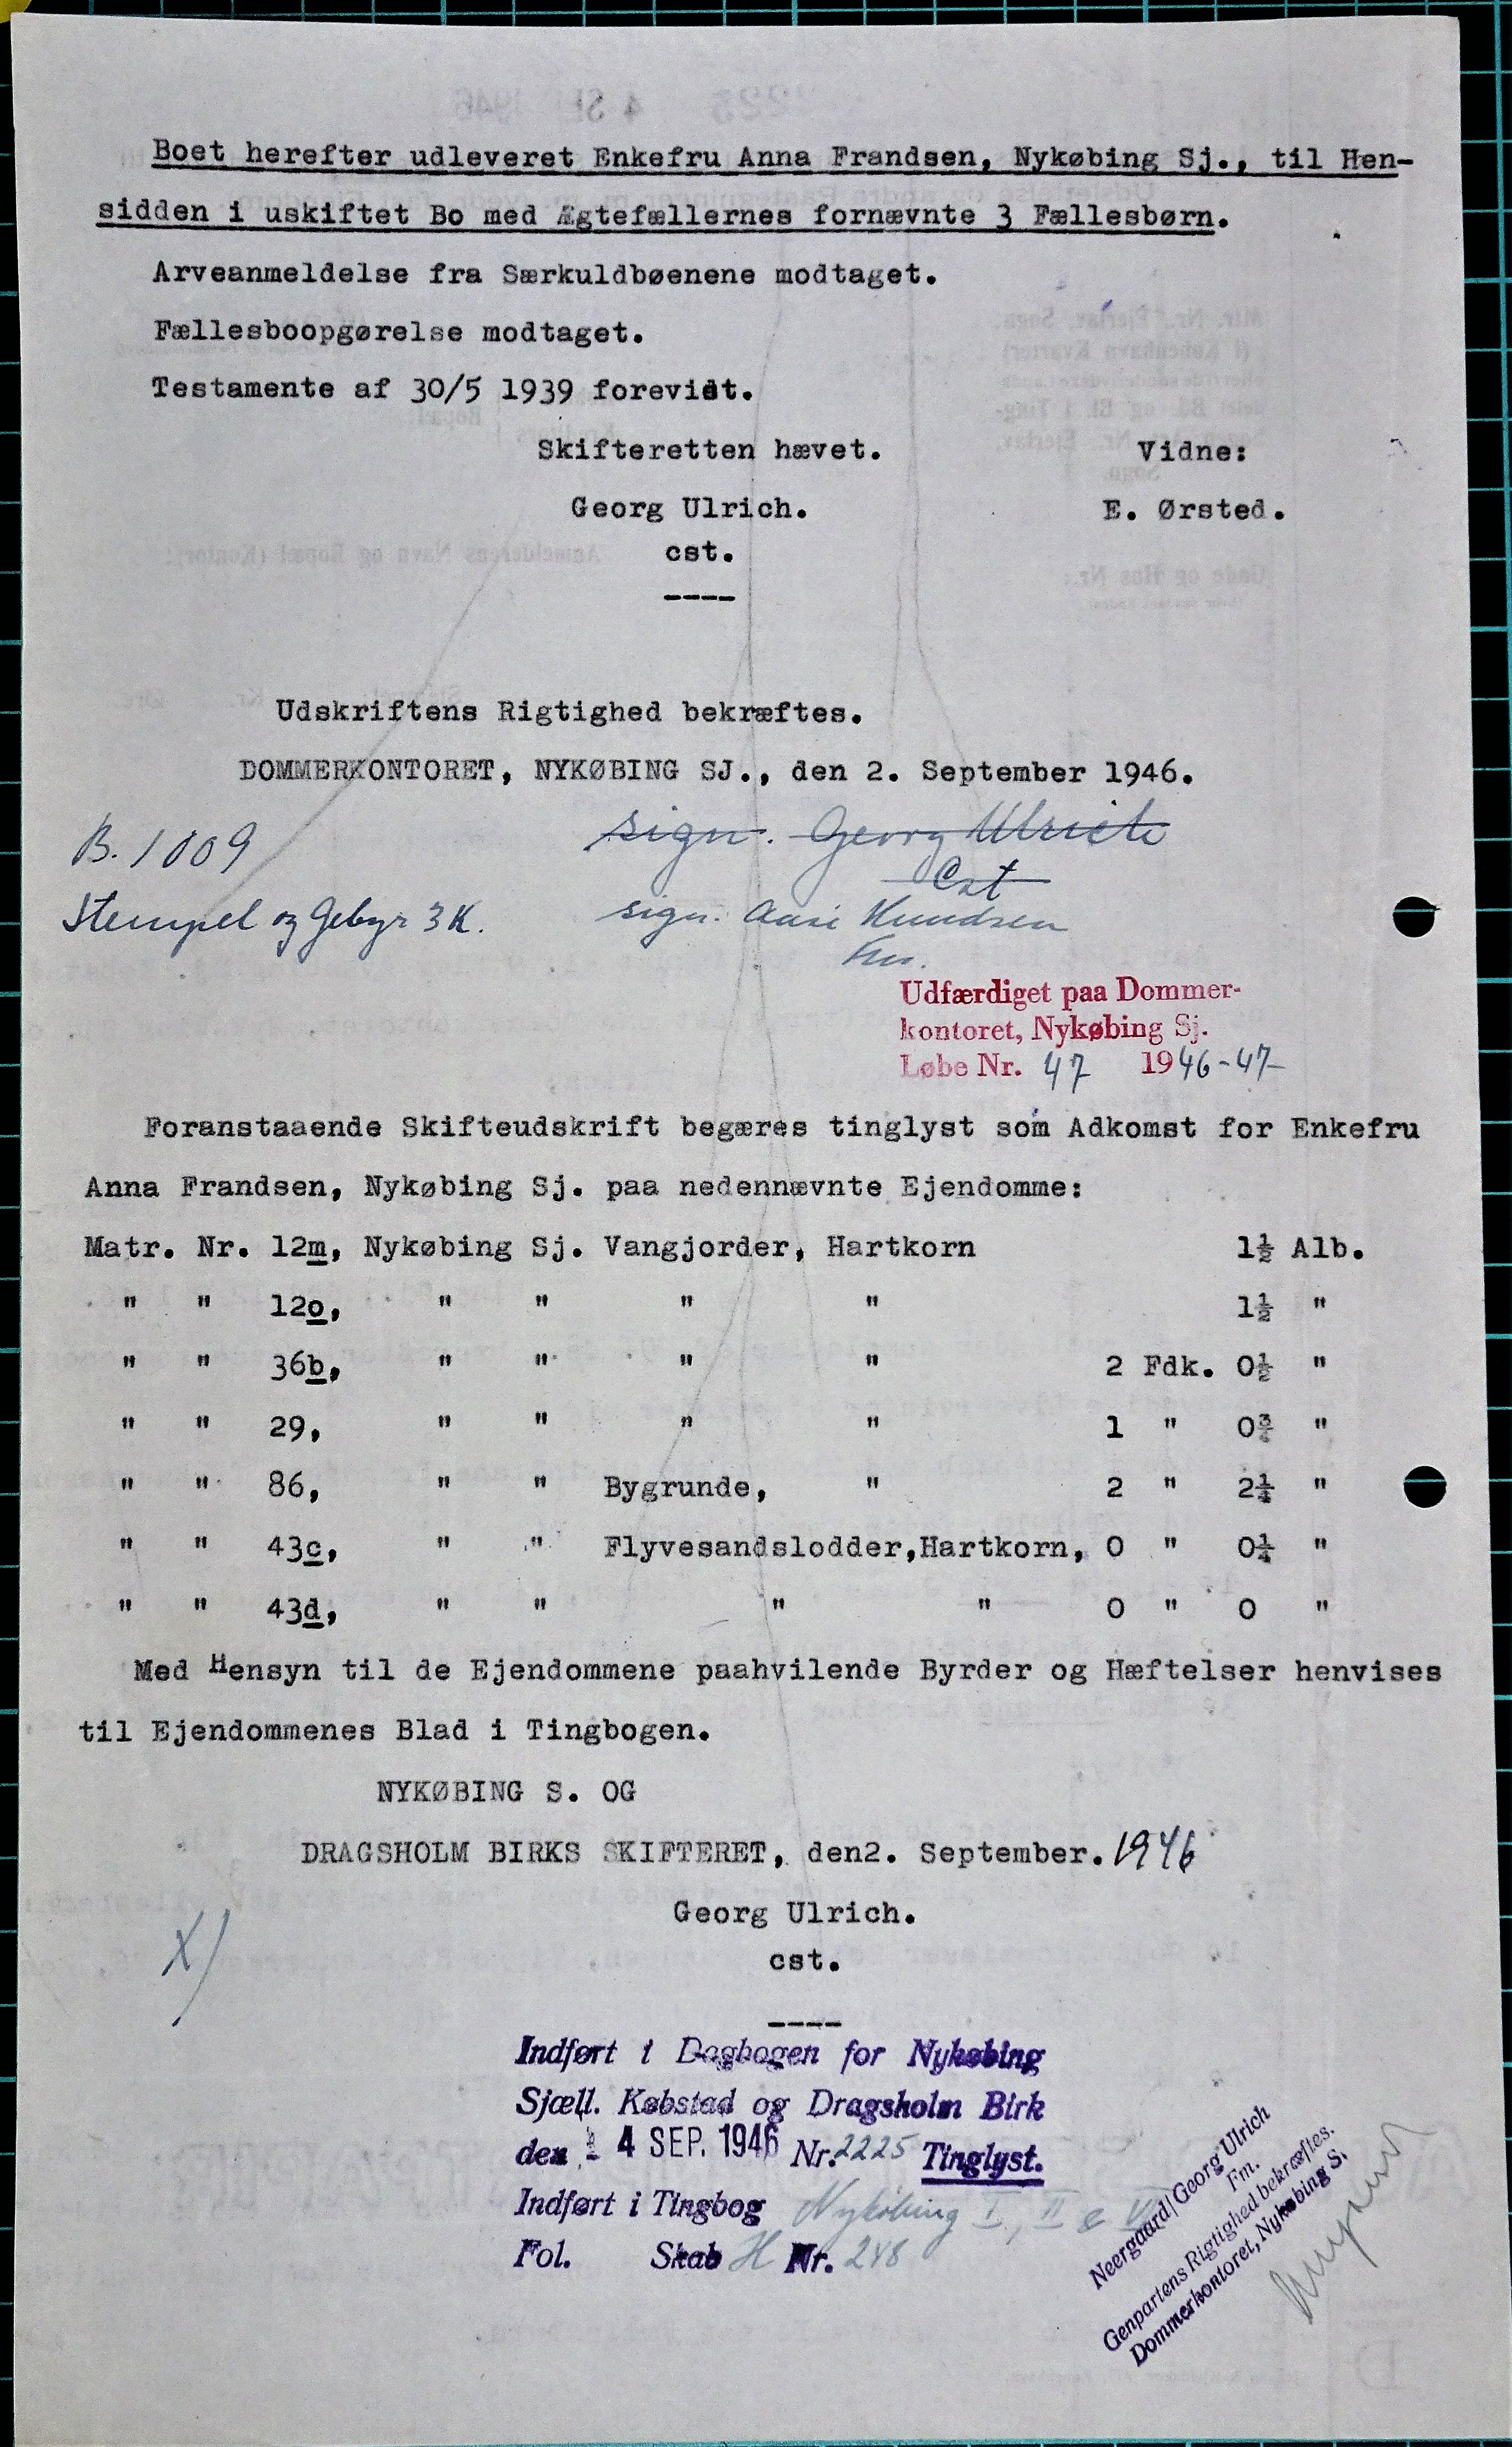 Boet herefter udleveret Enkefru Anna Frandsen, Nykøbing Sj., til Hen-
sidden i uskiftet Bo med Ægtefællernes fornævnte 3 Fællesbørn.
Arveanmeldelse fra Særkuldbøenene modtaget.
Fællesboopgørelse modtaget.
Testamente af 30/5 1939 forevist.
Skifteretten hævet. Vidne:
Georg Ulrich. E. Ørsted.
cst.
----
Udskriftens Rigtighed bekræftes.
DOMMERKONTORET, NYKØBING SJ., den 2. September 1946.
B. 1009 sign. Georg Ulrich
Cst
Stempel og Gebyr 3 K. sign. Aase Knudsen
Fm.
Udfærdiget paa Dommer-
kontoret, Nykøbing Sj.
Løbe Nr. 47 1946-47
Foranstaaende Skifteudskrift begæres tinglyst som Adkomst for Enkefru
Anna Frandsen, Nykøbing Sj. paa nedennævnte Ejendomme:
Matr. Nr. 12m, Nykøbing Sj. Vangjorder, Hartkorn 1½ Alb.
" " 12o, " " " " 1½ "
" " 36b, " " " " 2 Fdk. 0½ "
" " 29, " " " " 1 " 0¾ "
" " 86, " " Bygrunde, " 2 " 2¼ "
" " 43c, " " Flyvesandslodder,Hartkorn, 0 " 0¼ "
" " 43d, " " " " 0 " 0 "
Med Hensyn til de Ejendommene paahvilende Byrder og Hæftelser henvises
til Ejendommenes Blad i Tingbogen.
NYKØBING S. OG
DRAGSHOLM BIRKS SKIFTERET, den2. September. 1946
Georg Ulrich.
cst.
X)
----
Indført i Dagbogen for Nykøbing
Sjæll. Købstad og Dragsholm Birk
den - 4 SEP. 1946 Nr. 2225 Tinglyst.
Indført i Tingbog Nykøbing I, II & VI
Fol. Skab H Nr. 248
Neergaard/Georg Ulrich
Fm.
Genpartens Rigtighed bekræftes.
Dommerkontoret, Nykøbing S.